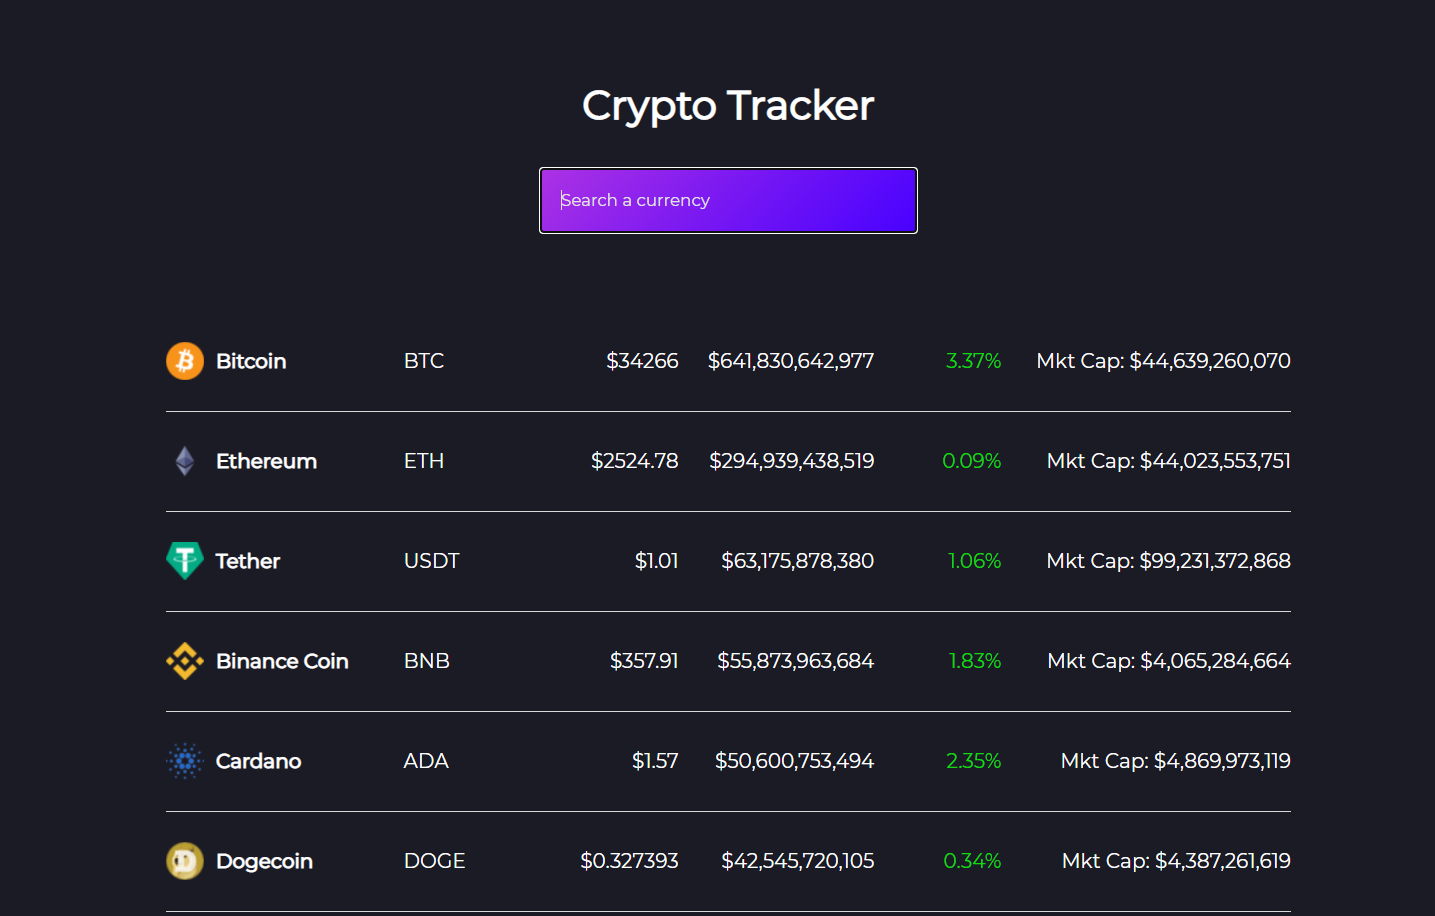 Crypto Tracker
Search a currency
Bitcoin BTC $34266 $641,830,642,977 3.37% Mkt Cap: $44,639,260,070
Ethereum ETH $2524.78 $294,939,438,519 0.09% Mkt Cap: $44,023,553,751
Tether USDT $1.01 $63,175,878,380 1.06% Mkt Cap: $99,231,372,868
Binance Coin BNB $357.91 $55,873,963,684 1.83% Mkt Cap: $4,065,284,664
Cardano ADA $1.57 $50,600,753,494 2.35% Mkt Cap: $4,869,973,119
Dogecoin DOGE $0.327393 $42,545,720,105 0.34% Mkt Cap: $4,387,261,619